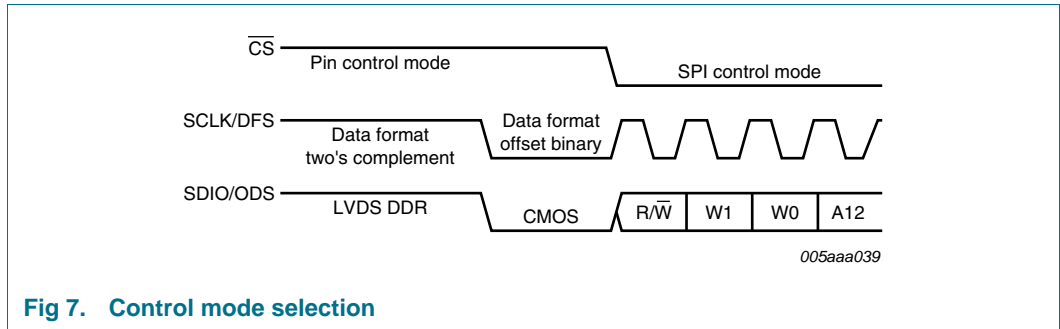 CS
Pin control mode
SPI control mode
SCLK/DFS
Data format
two's complement
Data format
offset binary
SDIO/ODS
LVDS DDR
CMOS
R/W̅
W1
W0
A12
005aaa039
Fig 7. Control mode selection